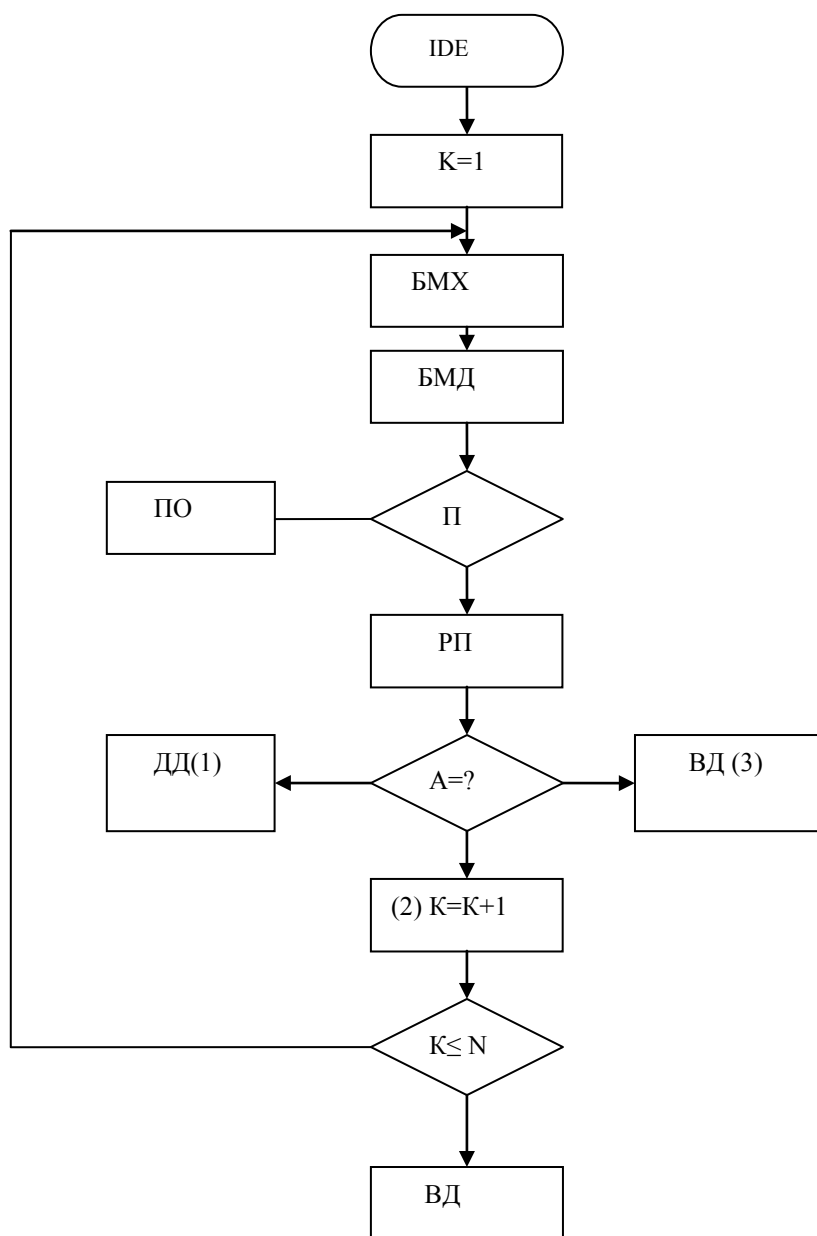 IDE
K=1
БМХ
БМД
ПО
П
РП
ДД(1)
А=?
ВД (3)
(2) К=К+1
К≤ N
ВД